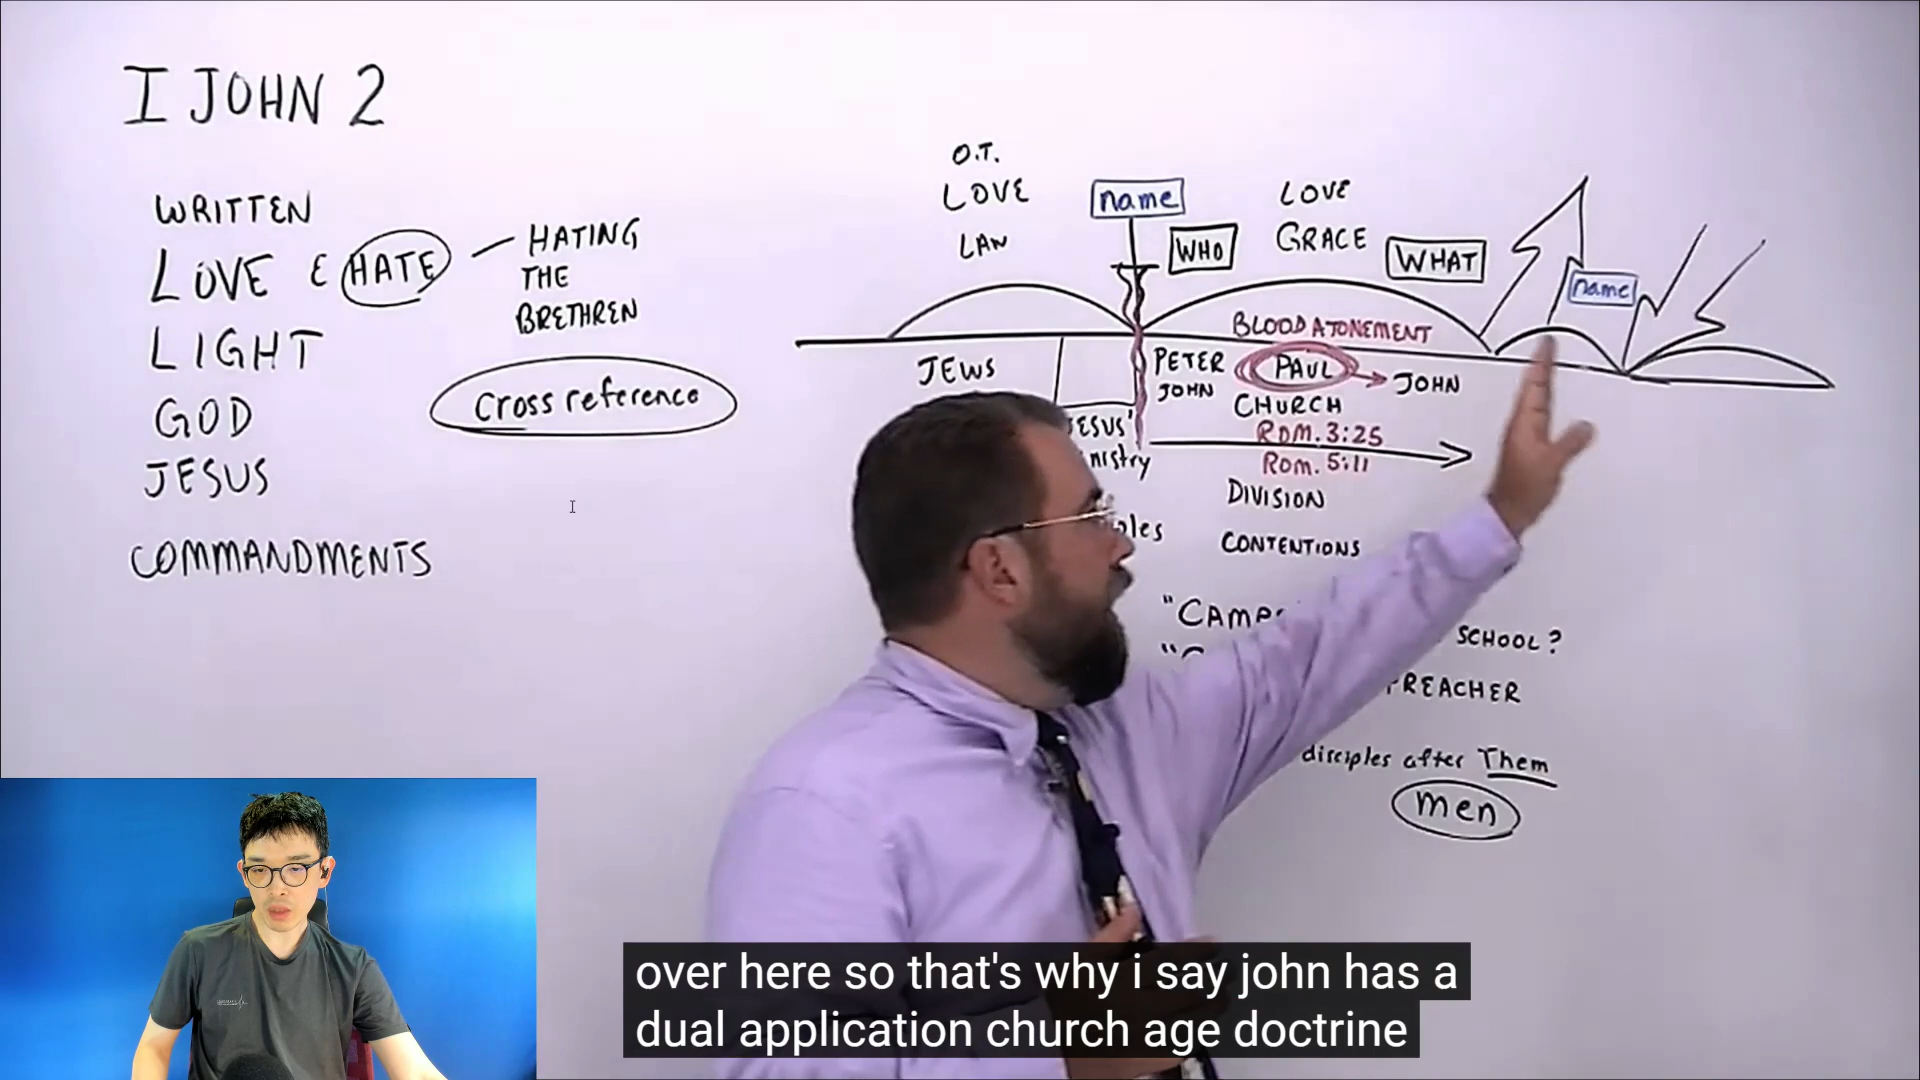 I JOHN 2
WRITTEN
LOVE & HATE — HATING
THE
BRETHREN
LIGHT
GOD
Cross reference
JESUS
COMMANDMENTS
O.T.
LOVE
LAW
name
WHO
LOVE
GRACE
WHAT
name
BLOOD ATONEMENT
JEWS
PETER
JOHN
PAUL
JOHN
CHURCH
Rom. 3:25
Rom. 5:11
DIVISION
CONTENTIONS
SCHOOL?
disciples after Them
men
over here so that's why i say john has a
dual application church age doctrine